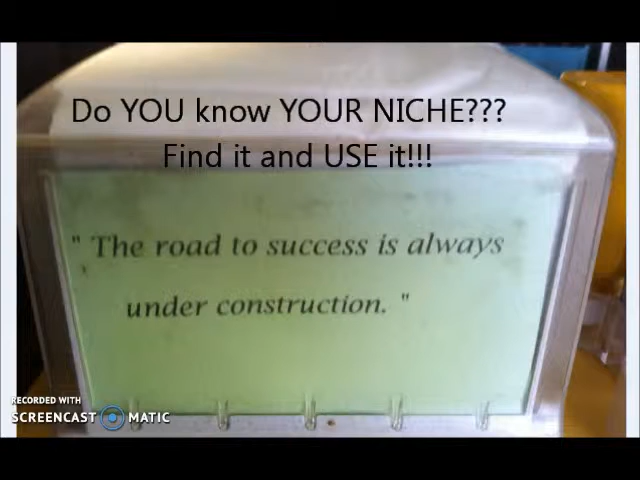 Do YOU know YOUR NICHE???
Find it and USE it!!!
" The road to success is always
under construction. "
RECORDED WITH
SCREENCAST MATIC